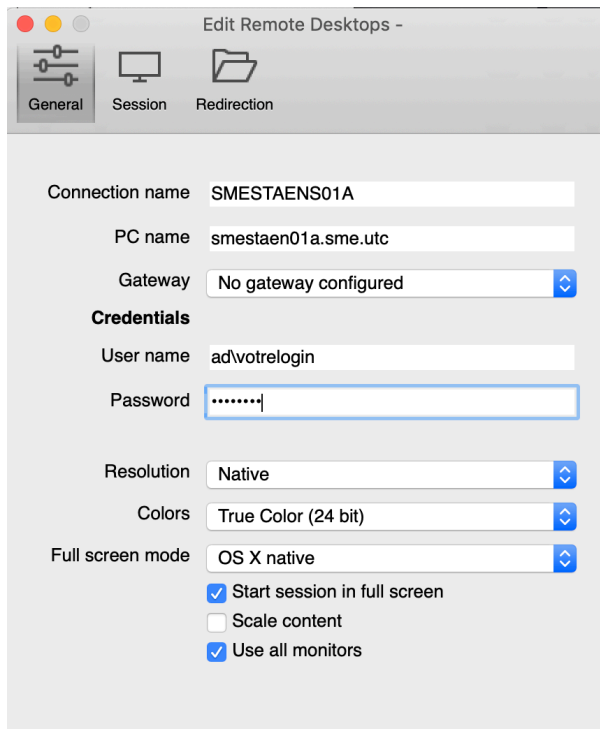 Edit Remote Desktops -
General Session Redirection
Connection name SMESTAENS01A
PC name smestaen01a.sme.utc
Gateway No gateway configured
Credentials
User name ad\votrelogin
Password ••••••••
Resolution Native
Colors True Color (24 bit)
Full screen mode OS X native
Start session in full screen
Scale content
Use all monitors